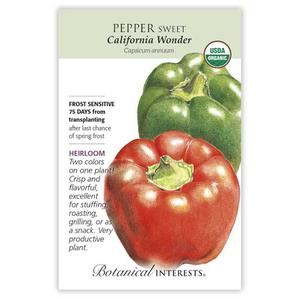 PEPPER SWEET
California Wonder
Capsicum annuum
USDA
ORGANIC
FROST SENSITIVE
75 DAYS from
transplanting
after last chance
of spring frost
HEIRLOOM
Two colors
on one plant!
Crisp and
flavorful,
excellent
for stuffing,
roasting,
grilling, or as
a snack. Very
productive
plant.
Botanical INTERESTS®